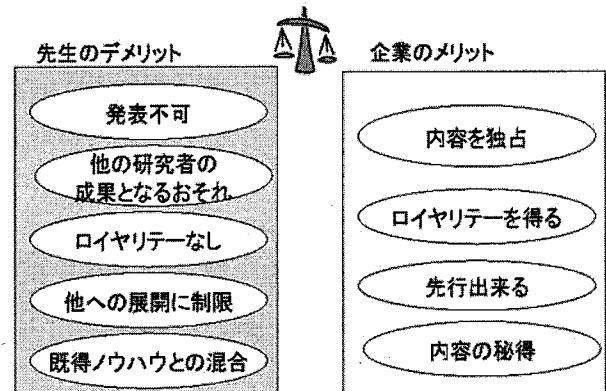 先生のデメリット
発表不可
他の研究者の
成果となるおそれ
ロイヤリテーなし
他への展開に制限
既得ノウハウとの混合
企業のメリット
内容を独占
ロイヤリテーを得る
先行出来る
内容の秘得